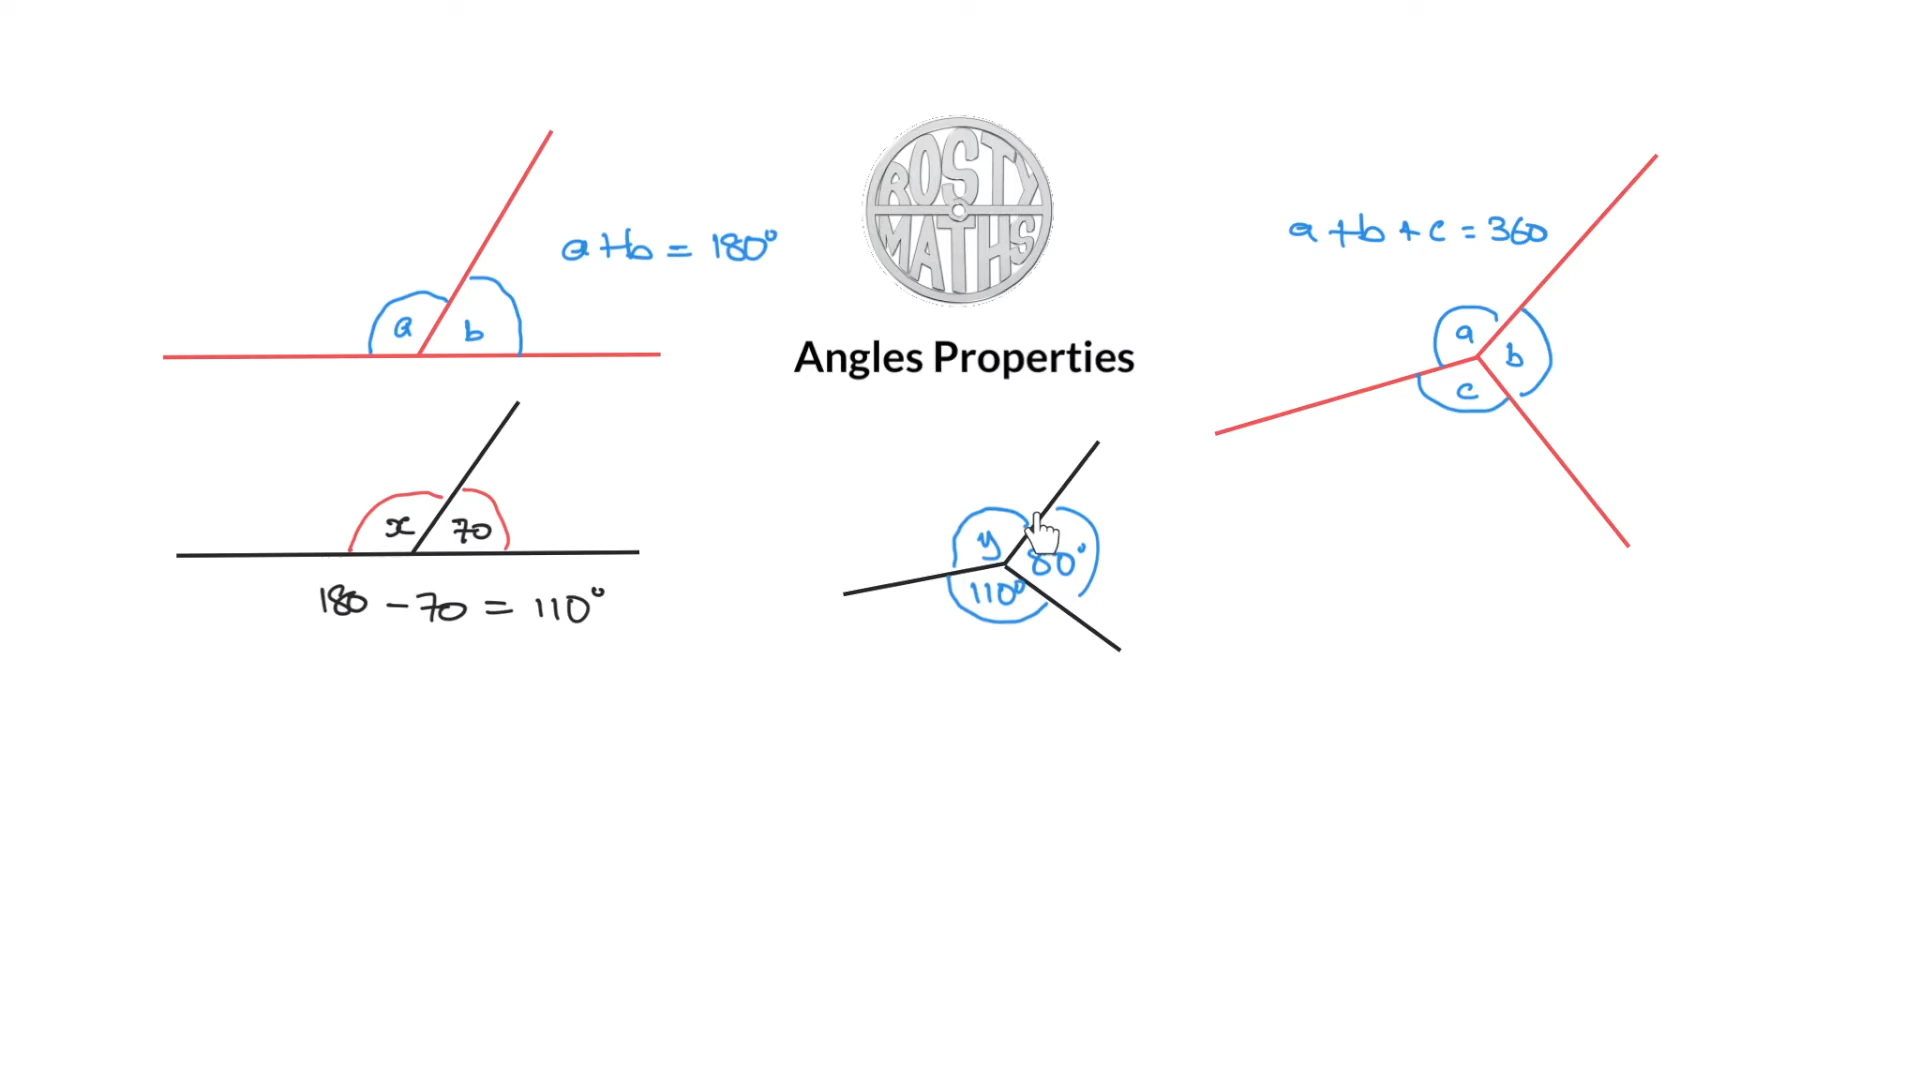 a + b = 180°
a
b
ROSTY
MATHS
Angles Properties
a + b + c = 360
a
b
c
x
70
180 - 70 = 110°
y
80°
110°